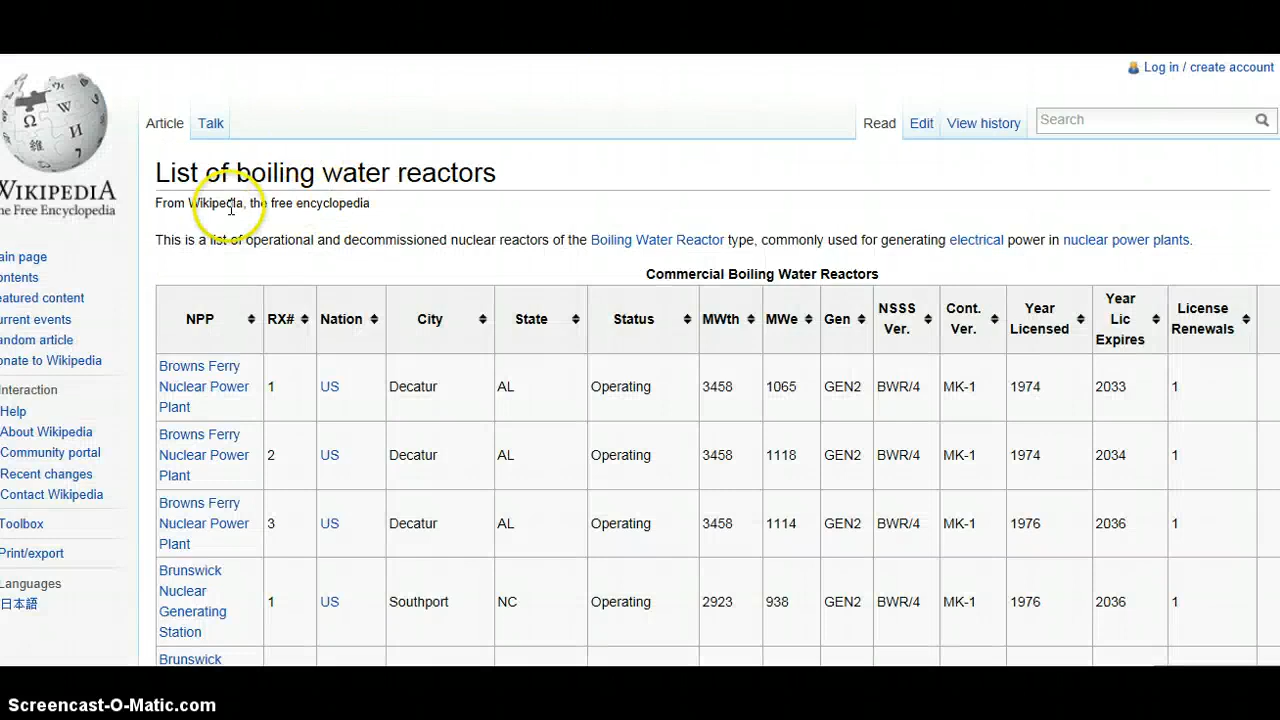 Log in / create account
Article Talk Read Edit View history Search
WIKIPEDIA
he Free Encyclopedia
List of boiling water reactors
From Wikipedia, the free encyclopedia
This is a list of operational and decommissioned nuclear reactors of the Boiling Water Reactor type, commonly used for generating electrical power in nuclear power plants.
ain page
ontents
eatured content
urrent events
andom article
onate to Wikipedia
Interaction
Help
About Wikipedia
Community portal
Recent changes
Contact Wikipedia
Toolbox
Print/export
Languages
日本語
Commercial Boiling Water Reactors
NPP RX# Nation City State Status MWth MWe Gen NSSS Ver. Cont. Ver. Year Licensed Year Lic Expires License Renewals
Browns Ferry Nuclear Power Plant 1 US Decatur AL Operating 3458 1065 GEN2 BWR/4 MK-1 1974 2033 1
Browns Ferry Nuclear Power Plant 2 US Decatur AL Operating 3458 1118 GEN2 BWR/4 MK-1 1974 2034 1
Browns Ferry Nuclear Power Plant 3 US Decatur AL Operating 3458 1114 GEN2 BWR/4 MK-1 1976 2036 1
Brunswick Nuclear Generating Station 1 US Southport NC Operating 2923 938 GEN2 BWR/4 MK-1 1976 2036 1
Brunswick
Screencast-O-Matic.com